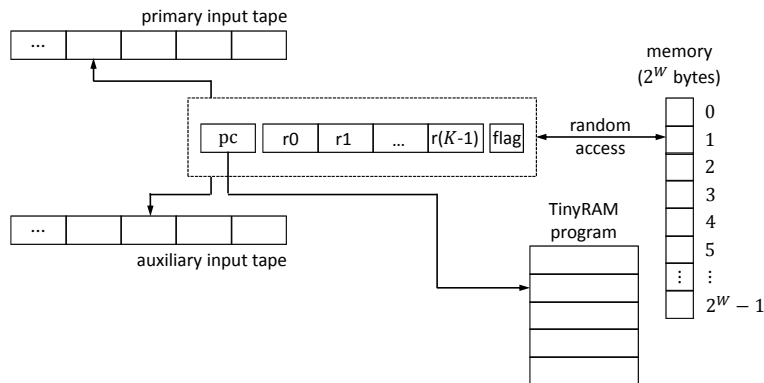 primary input tape
...
memory
(2^W bytes)
pc
r0
r1
...
r(K-1)
flag
random
access
0
1
2
3
4
5
⋮ ⋮
2^W − 1
...
auxiliary input tape
TinyRAM
program